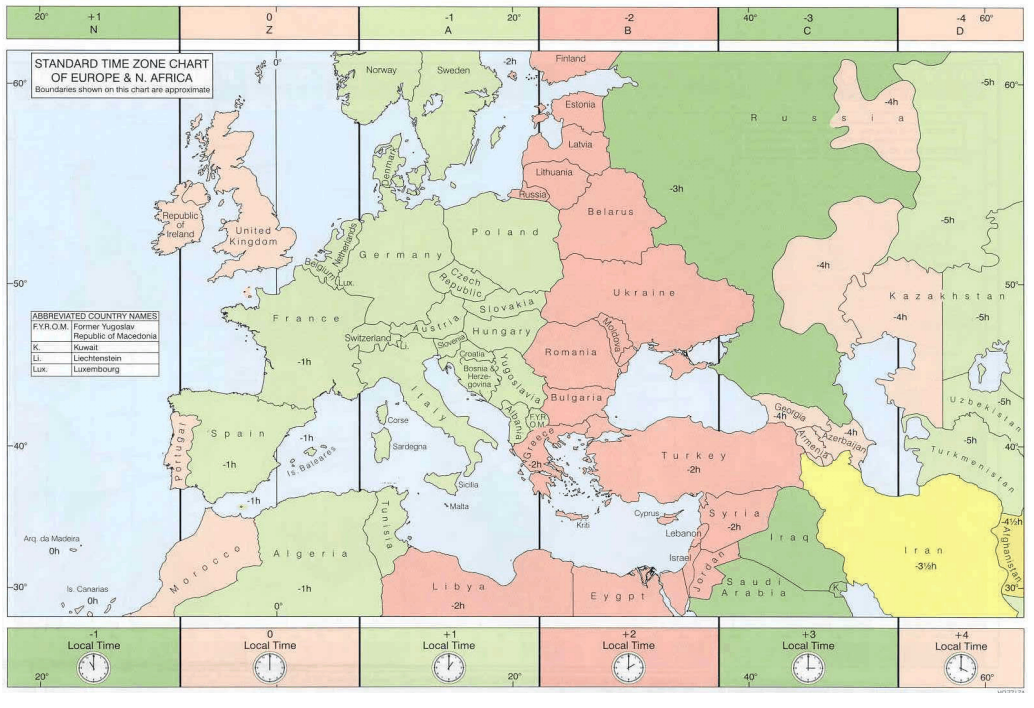 20° +1 0 -1 20° -2 40° -3 -4 60°
N Z A B C D
STANDARD TIME ZONE CHART
OF EUROPE & N. AFRICA
Boundaries shown on this chart are approximate
0°
60°
60°
Norway
Sweden
-2h
Finland
-5h
-4h
Russia
Estonia
Latvia
Lithuania
Russia
Denmark
-3h
Republic
of
Ireland
United
Kingdom
Netherlands
Belgium
Lux.
Germany
Poland
Belarus
-5h
-4h
50°
50°
Czech
Republic
Slovakia
Ukraine
Kazakhstan
-4h
-5h
ABBREVIATED COUNTRY NAMES
F.Y.R.O.M. Former Yugoslav
Republic of Macedonia
K. Kuwait
Li. Liechtenstein
Lux. Luxembourg
France
-1h
Switzerland
Li.
Austria
Hungary
Slovenia
Croatia
Bosnia &
Herze-
govina
Yugoslavia
Romania
Moldova
Bulgaria
Albania
F.Y.R.
O.M.
Italy
Greece
-2h
Georgia
-4h
Armenia
Azerbaijan
-4h
Uzbekistan
-5h
Turkmenistan
-5h
40°
40°
Portugal
Spain
-1h
-1h
Is. Baleares
-1h
Corse
Sardegna
Sicilia
Malta
Turkey
-2h
Kriti
Cyprus
Syria
-2h
Lebanon
Israel
Jordan
Iraq
Iran
-3½h
-4½h
Afghanistan
Arq. da Madeira
0h
Is. Canarias
0h
Morocco
Algeria
-1h
Tunisia
Libya
-2h
Eygpt
Saudi
Arabia
K.
30°
30°
0°
-1 0 +1 +2 +3 +4
Local Time Local Time Local Time Local Time Local Time Local Time
20° 20° 40° 60°